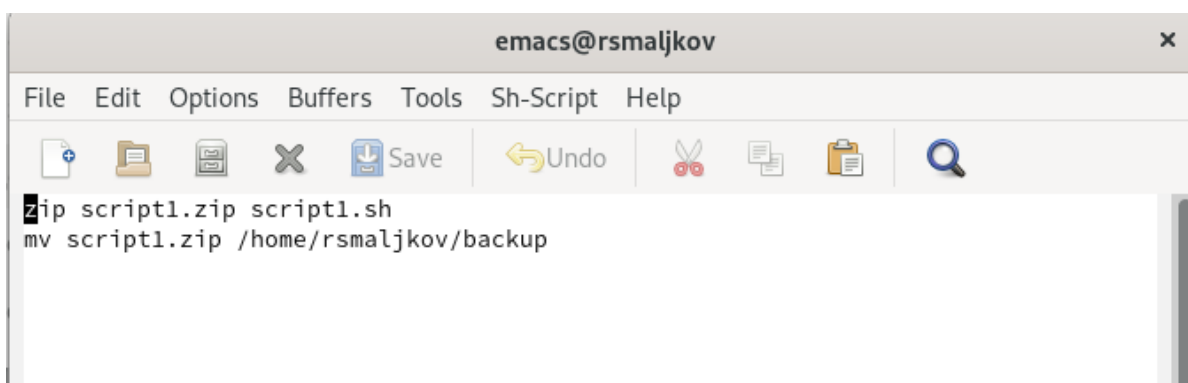 emacs@rsmaljkov
File Edit Options Buffers Tools Sh-Script Help
Save Undo
zip script1.zip script1.sh
mv script1.zip /home/rsmaljkov/backup